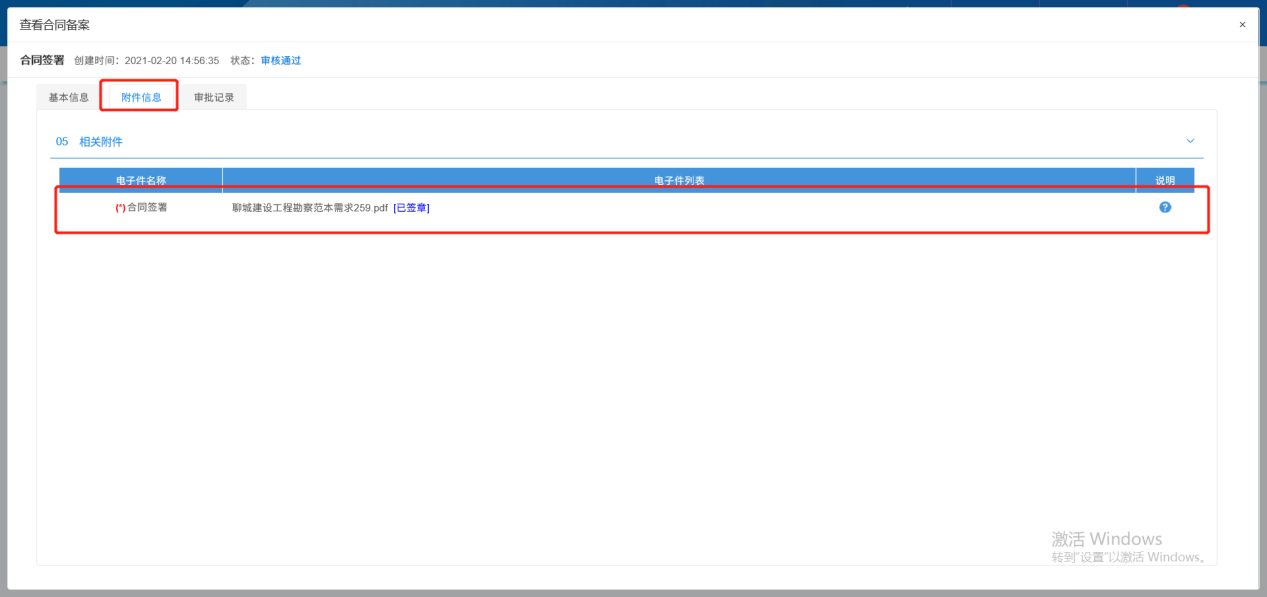 查看合同备案
×
合同签署 创建时间：2021-02-20 14:56:35 状态：审核通过
基本信息 附件信息 审批记录
05 相关附件
电子件名称 电子件列表 说明
(*)合同签署 聊城建设工程勘察范本需求259.pdf [已签章] ?
激活 Windows
转到"设置"以激活 Windows。